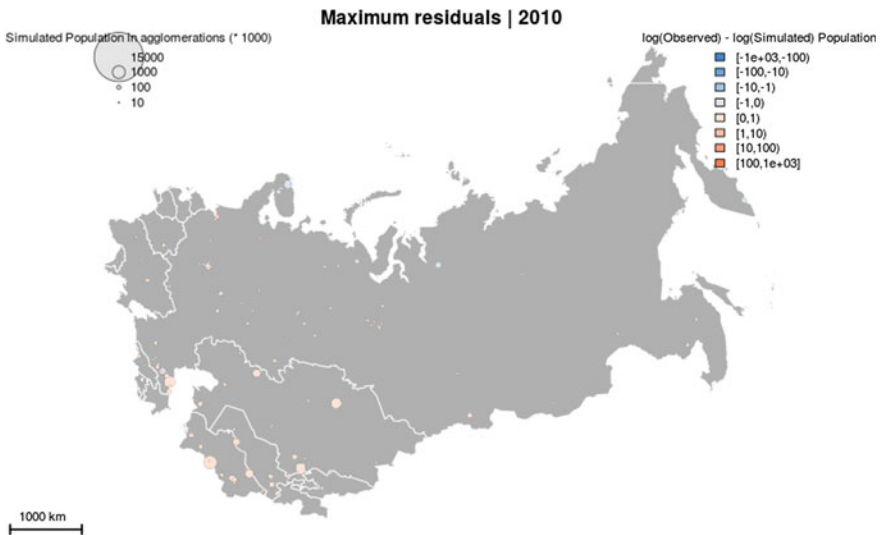 Maximum residuals | 2010
Simulated Population in agglomerations (* 1000)
15000
1000
100
10
log(Observed) - log(Simulated) Population
[-1e+03,-100)
[-100,-10)
[-10,-1)
[-1,0)
[0,1)
[1,10)
[10,100)
[100,1e+03]
1000 km